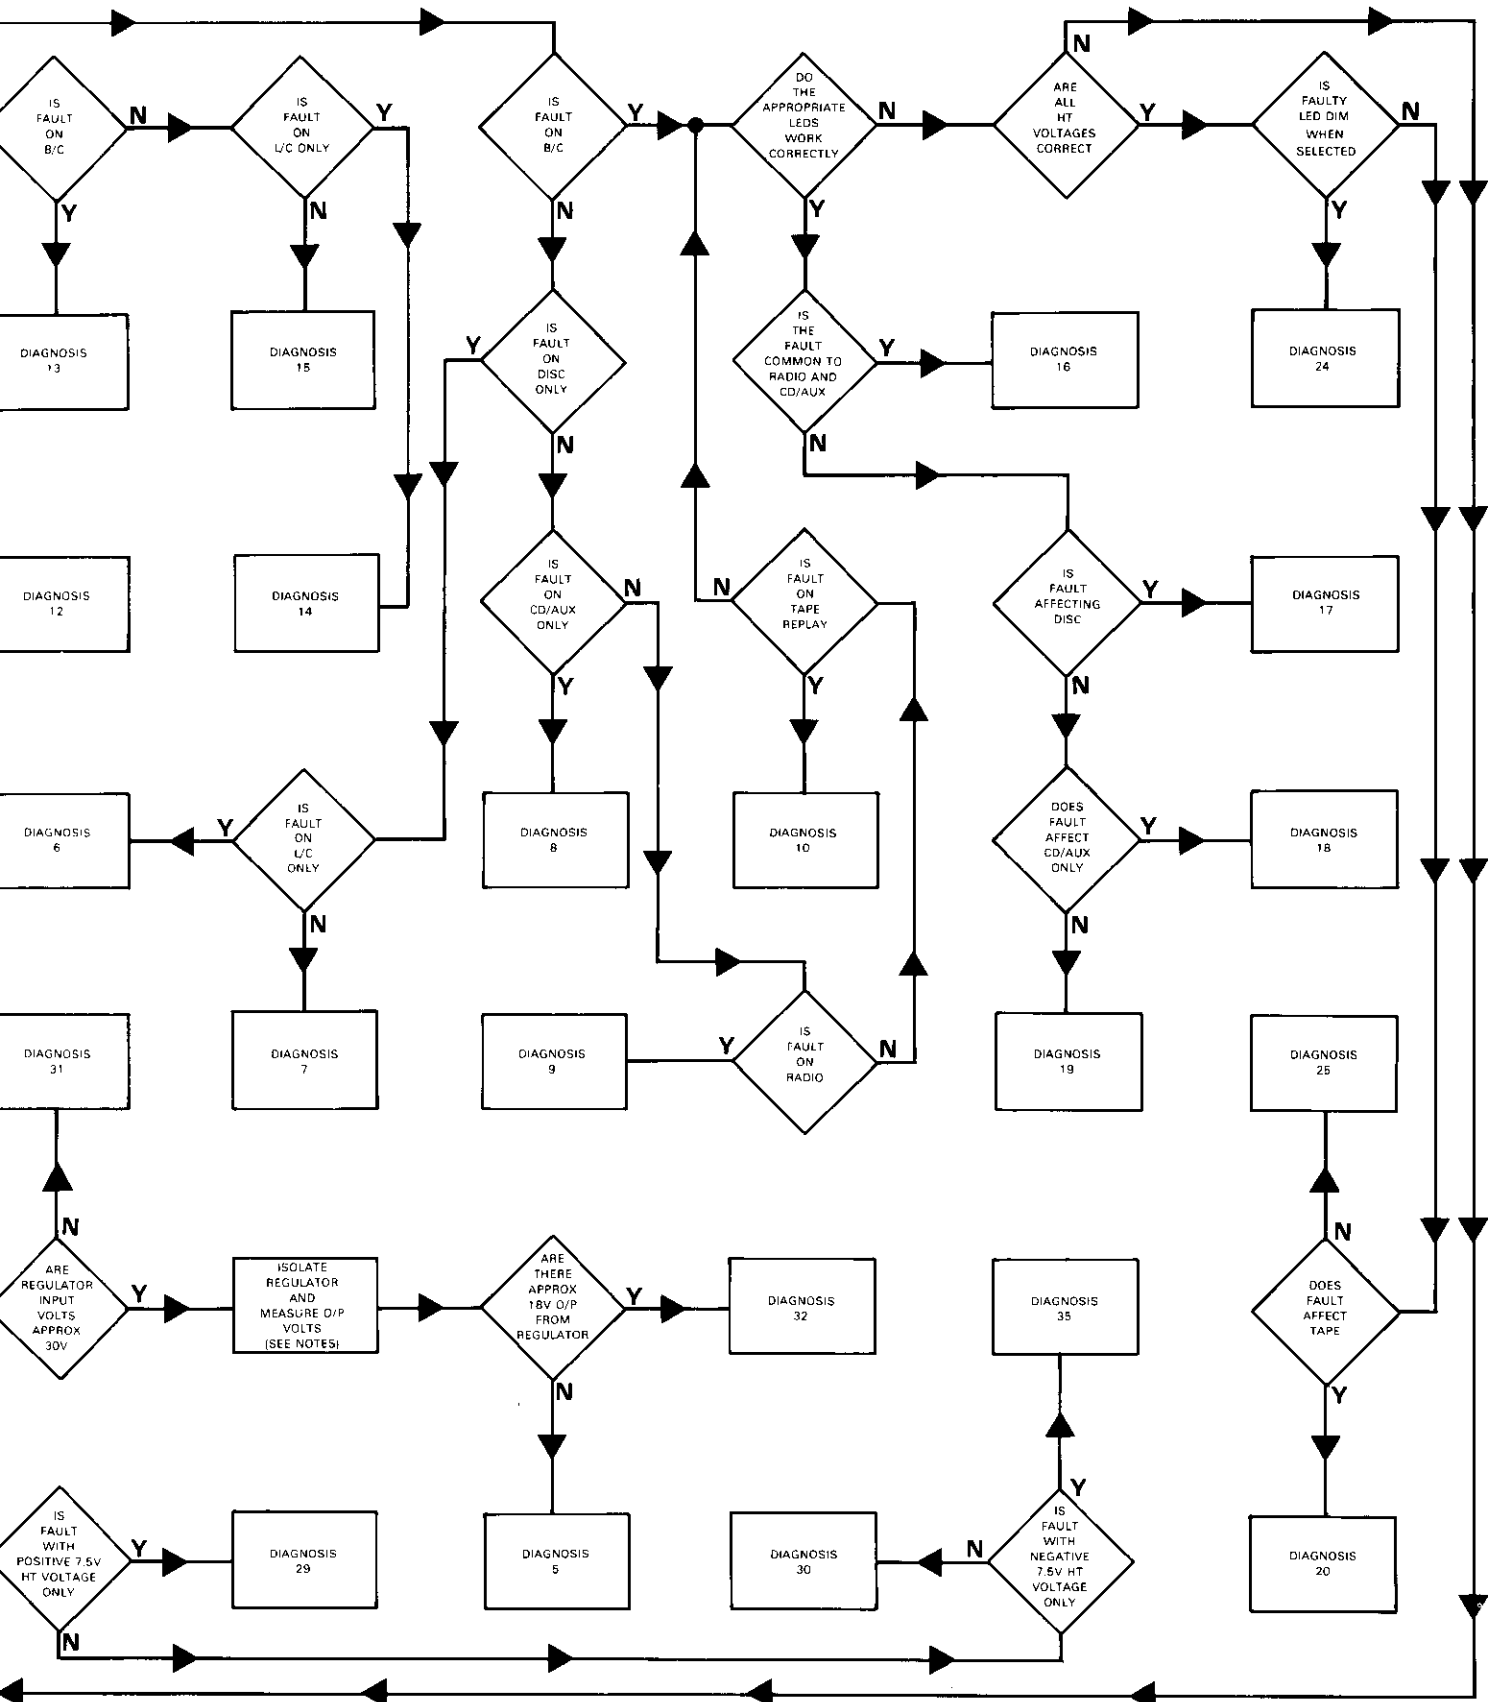 N
IS
FAULT
ON
B/C
N
Y
IS
FAULT
ON
L/C ONLY
Y
N
IS
FAULT
ON
B/C
Y
N
DO
THE
APPROPRIATE
LEDS
WORK
CORRECTLY
N
Y
ARE
ALL
HT
VOLTAGES
CORRECT
Y
IS
FAULTY
LED DIM
WHEN
SELECTED
N
Y
DIAGNOSIS
13
DIAGNOSIS
15
Y
IS
FAULT
ON
DISC
ONLY
N
IS
THE
FAULT
COMMON TO
RADIO AND
CD/AUX
Y
N
DIAGNOSIS
16
DIAGNOSIS
24
DIAGNOSIS
12
DIAGNOSIS
14
IS
FAULT
ON
CD/AUX
ONLY
N
Y
N
IS
FAULT
ON
TAPE
REPLAY
Y
IS
FAULT
AFFECTING
DISC
Y
N
DIAGNOSIS
17
DIAGNOSIS
6
Y
IS
FAULT
ON
L/C
ONLY
N
DIAGNOSIS
8
DIAGNOSIS
10
DOES
FAULT
AFFECT
CD/AUX
ONLY
Y
N
DIAGNOSIS
18
DIAGNOSIS
31
DIAGNOSIS
7
DIAGNOSIS
9
Y
IS
FAULT
ON
RADIO
N
DIAGNOSIS
19
DIAGNOSIS
25
N
ARE
REGULATOR
INPUT
VOLTS
APPROX
30V
Y
ISOLATE
REGULATOR
AND
MEASURE O/P
VOLTS
(SEE NOTES)
ARE
THERE
APPROX
18V O/P
FROM
REGULATOR
Y
N
DIAGNOSIS
32
DIAGNOSIS
35
N
DOES
FAULT
AFFECT
TAPE
Y
IS
FAULT
WITH
POSITIVE 7.5V
HT VOLTAGE
ONLY
Y
N
DIAGNOSIS
29
DIAGNOSIS
5
DIAGNOSIS
30
N
Y
IS
FAULT
WITH
NEGATIVE
7.5V HT
VOLTAGE
ONLY
DIAGNOSIS
20